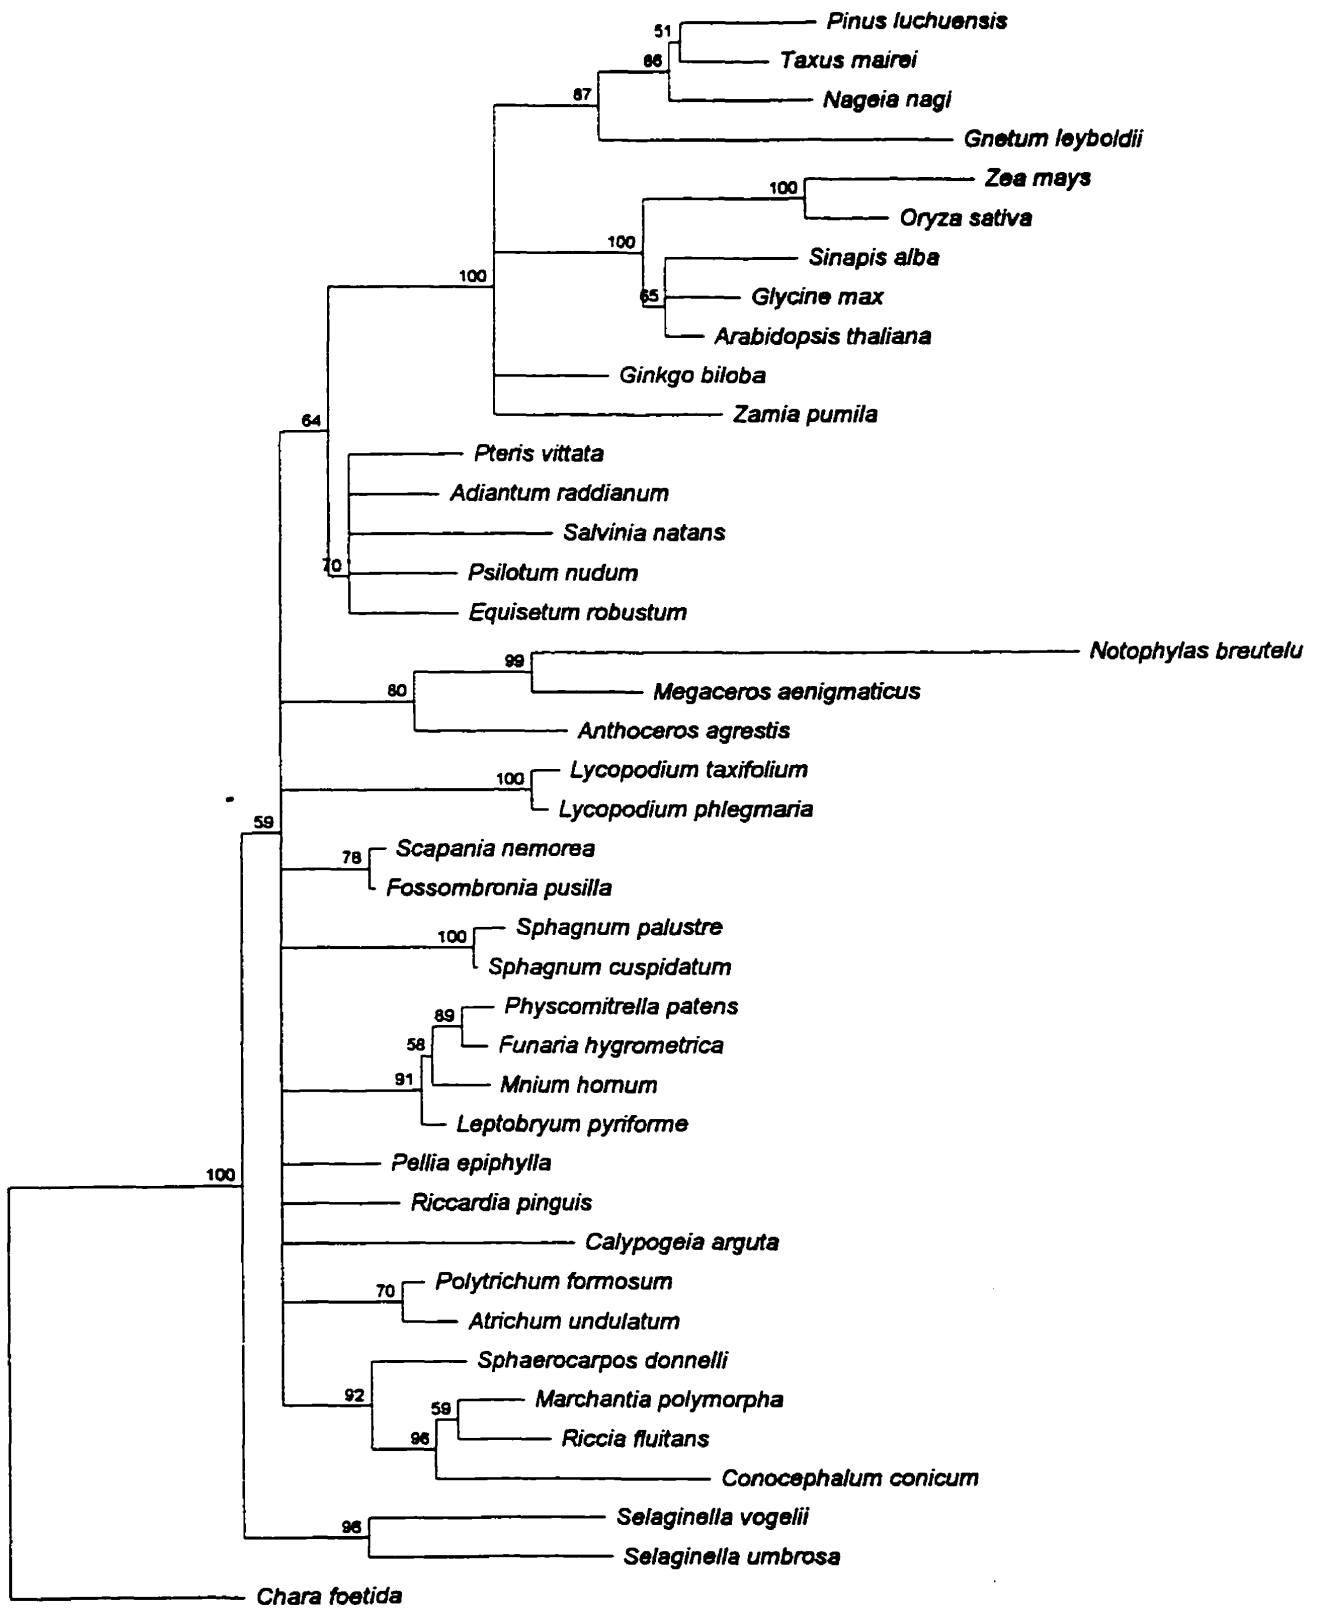 Pinus luchuensis
51
Taxus mairei
66
Nageia nagi
87
Gnetum leyboldii
Zea mays
100
Oryza sativa
100
Sinapis alba
100
65
Glycine max
Arabidopsis thaliana
Ginkgo biloba
Zamia pumila
64
Pteris vittata
Adiantum raddianum
Salvinia natans
70
Psilotum nudum
Equisetum robustum
Notophylas breutelu
99
Megaceros aenigmaticus
80
Anthoceros agrestis
Lycopodium taxifolium
100
Lycopodium phlegmaria
59
Scapania nemorea
78
Fossombronia pusilla
Sphagnum palustre
100
Sphagnum cuspidatum
Physcomitrella patens
89
Funaria hygrometrica
58
Mnium hornum
91
Leptobryum pyriforme
Pellia epiphylla
100
Riccardia pinguis
Calypogeia arguta
Polytrichum formosum
70
Atrichum undulatum
Sphaerocarpos donnelli
92
Marchantia polymorpha
59
Riccia fluitans
96
Conocephalum conicum
Selaginella vogelii
96
Selaginella umbrosa
Chara foetida